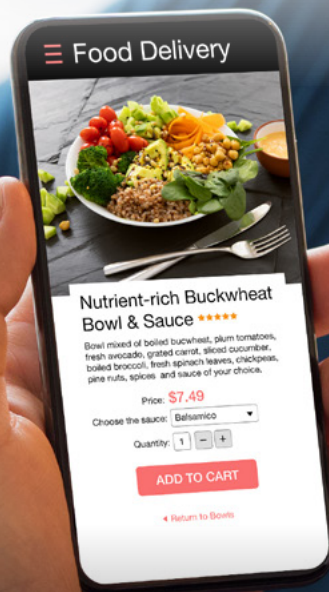 Food Delivery
Nutrient-rich Buckwheat
Bowl & Sauce
Bowl mixed of boiled bucwheat, plum tomatoes,
fresh avocado, grated carrot, sliced cucumber,
boiled broccoli, fresh spinach leaves, chickpeas,
pine nuts, spices and sauce of your choice.
Price: $7.49
Choose the sauce: Balsamico
Quantity: 1 − +
ADD TO CART
Return to Bowls